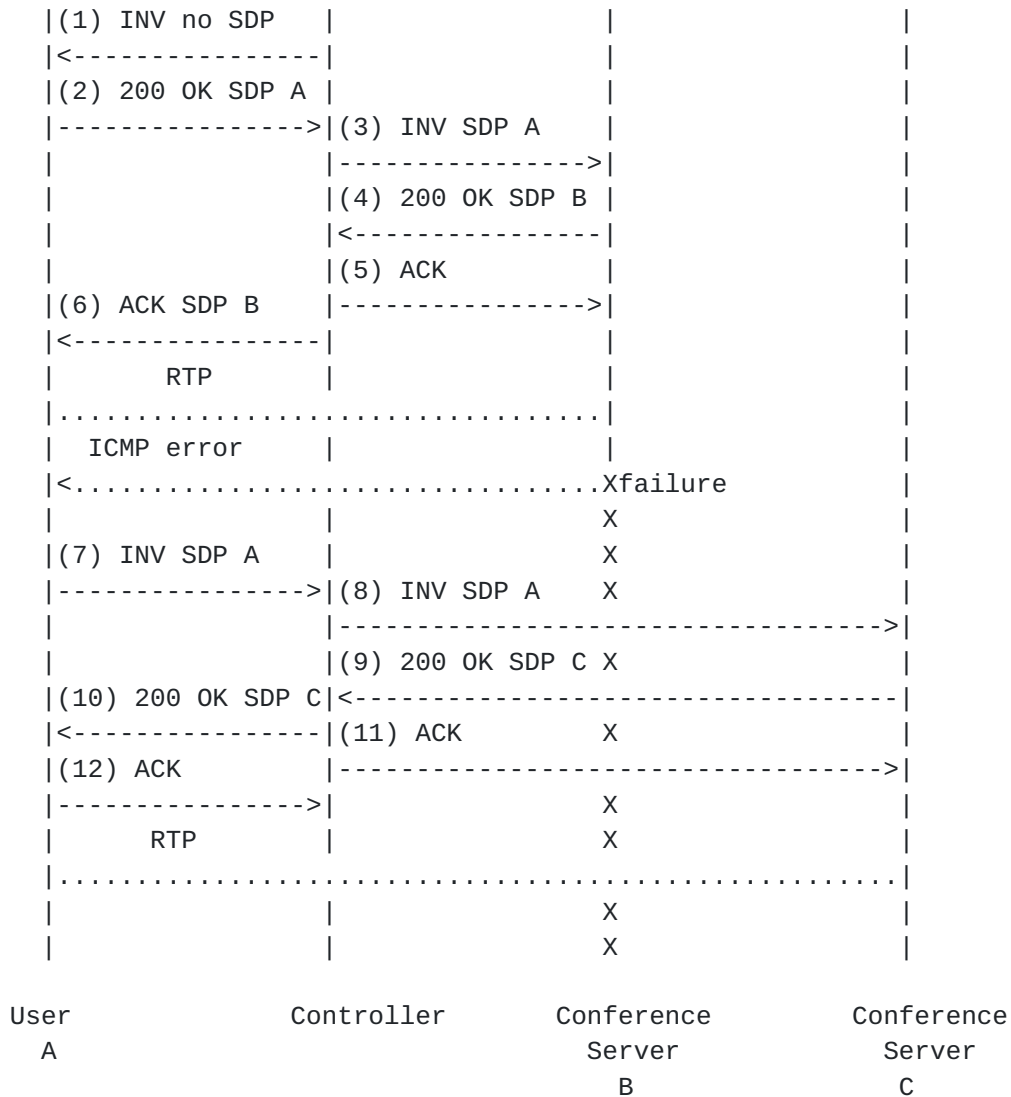 |(1) INV no SDP    |                  |                   |
|<-----------------|                  |                   |
|(2) 200 OK SDP A  |                  |                   |
|----------------->|(3) INV SDP A     |                   |
|                  |----------------->|                   |
|                  |(4) 200 OK SDP B  |                   |
|                  |<-----------------|                   |
|                  |(5) ACK           |                   |
|(6) ACK SDP B     |----------------->|                   |
|<-----------------|                  |                   |
|       RTP        |                  |                   |
|.....................................|                   |
|  ICMP error      |                  |                   |
|<....................................Xfailure            |
|                  |                  X                   |
|(7) INV SDP A     |                  X                   |
|----------------->|(8) INV SDP A     X                   |
|                  |------------------------------------->|
|                  |(9) 200 OK SDP C  X                   |
|(10) 200 OK SDP C |<-------------------------------------|
|<-----------------|(11) ACK          X                   |
|(12) ACK          |------------------------------------->|
|----------------->|                  X                   |
|      RTP         |                  X                   |
|.........................................................|
|                  |                  X                   |
|                  |                  X                   |
User              Controller       Conference         Conference
A                                    Server             Server
B                  C